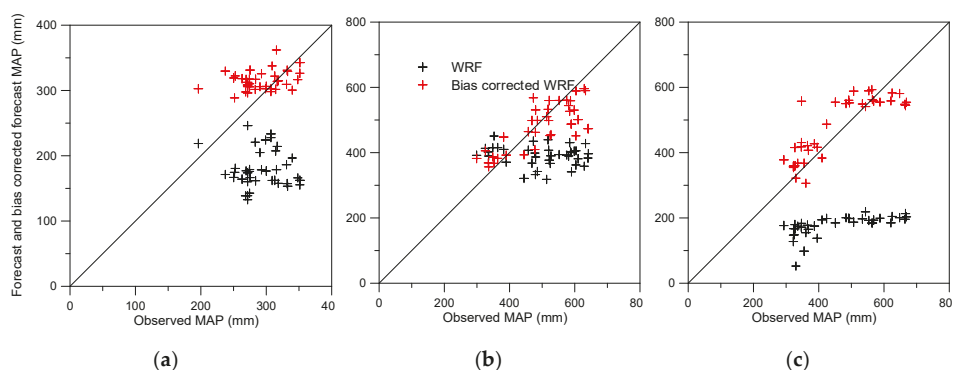 Forecast and bias corrected forecast MAP (mm)
400
300
200
100
0
0 100 200 300 40
Observed MAP (mm)
(a)
800
600
400
200
0
WRF
Bias corrected WRF
0 200 400 600 80
Observed MAP (mm)
(b)
800
600
400
200
0
0 200 400 600 80
Observed MAP (mm)
(c)